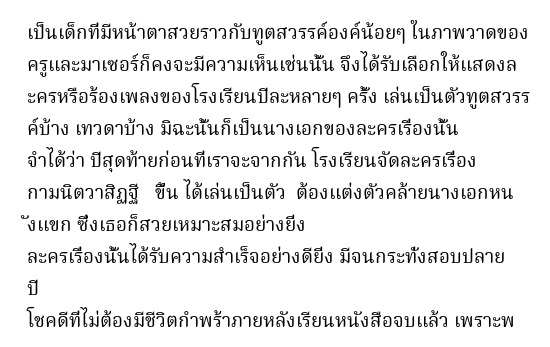 เป็นเด็กที่มีหน้าตาสวยราวกับทูตสวรรค์องค์น้อยๆ ในภาพวาดของ
ครูและมาเซอร์ก็คงจะมีความเห็นเช่นนั้น จึงได้รับเลือกให้แสดงล
ะครหรือร้องเพลงของโรงเรียนปีละหลายๆ ครั้ง เล่นเป็นตัวทูตสวรร
ค์บ้าง เทวดาบ้าง มิฉะนั้นก็เป็นนางเอกของละครเรื่องนั้น
จำได้ว่า ปีสุดท้ายก่อนที่เราจะจากกัน โรงเรียนจัดละครเรื่อง
กามนิตวาสิฏฐี   ขึ้น ได้เล่นเป็นตัว  ต้องแต่งตัวคล้ายนางเอกหน
ังแขก ซึ่งเธอก็สวยเหมาะสมอย่างยิ่ง
ละครเรื่องนั้นได้รับความสำเร็จอย่างดียิ่ง มีจนกระทั่งสอบปลาย
ปี
โชคดีที่ไม่ต้องมีชีวิตกำพร้าภายหลังเรียนหนังสือจบแล้ว เพราะพ